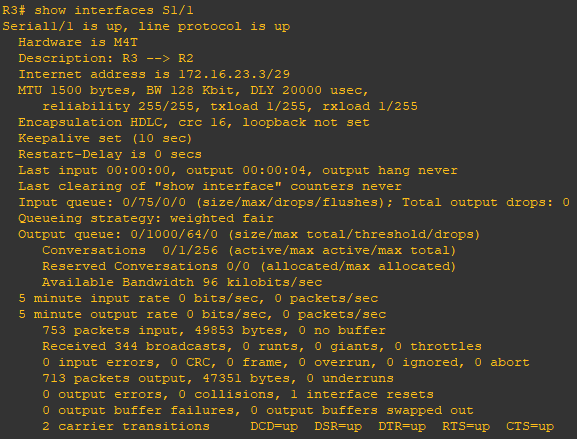 R3# show interfaces S1/1
Serial1/1 is up, line protocol is up
Hardware is M4T
Description: R3 --> R2
Internet address is 172.16.23.3/29
MTU 1500 bytes, BW 128 Kbit, DLY 20000 usec,
reliability 255/255, txload 1/255, rxload 1/255
Encapsulation HDLC, crc 16, loopback not set
Keepalive set (10 sec)
Restart-Delay is 0 secs
Last input 00:00:00, output 00:00:04, output hang never
Last clearing of "show interface" counters never
Input queue: 0/75/0/0 (size/max/drops/flushes); Total output drops: 0
Queueing strategy: weighted fair
Output queue: 0/1000/64/0 (size/max total/threshold/drops)
Conversations 0/1/256 (active/max active/max total)
Reserved Conversations 0/0 (allocated/max allocated)
Available Bandwidth 96 kilobits/sec
5 minute input rate 0 bits/sec, 0 packets/sec
5 minute output rate 0 bits/sec, 0 packets/sec
753 packets input, 49853 bytes, 0 no buffer
Received 344 broadcasts, 0 runts, 0 giants, 0 throttles
0 input errors, 0 CRC, 0 frame, 0 overrun, 0 ignored, 0 abort
713 packets output, 47351 bytes, 0 underruns
0 output errors, 0 collisions, 1 interface resets
0 output buffer failures, 0 output buffers swapped out
2 carrier transitions DCD=up DSR=up DTR=up RTS=up CTS=up